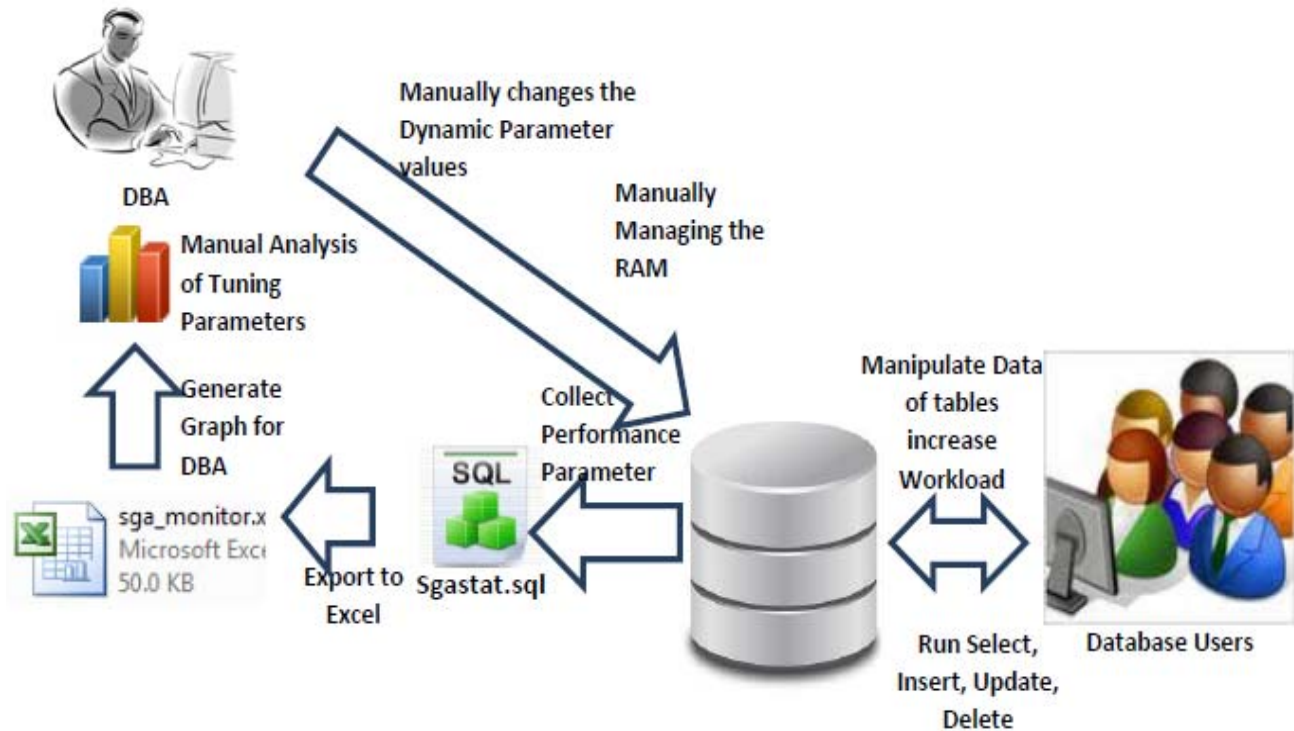 DBA
Manually changes the
Dynamic Parameter
values
Manually
Managing the
RAM
Manual Analysis
of Tuning
Parameters
Generate
Graph for
DBA
Collect
Performance
Parameter
Manipulate Data
of tables
increase
Workload
SQL
sga_monitor.x
Microsoft Exc
50.0 KB
Export to
Excel
Sgastat.sql
Run Select,
Insert, Update,
Delete
Database Users